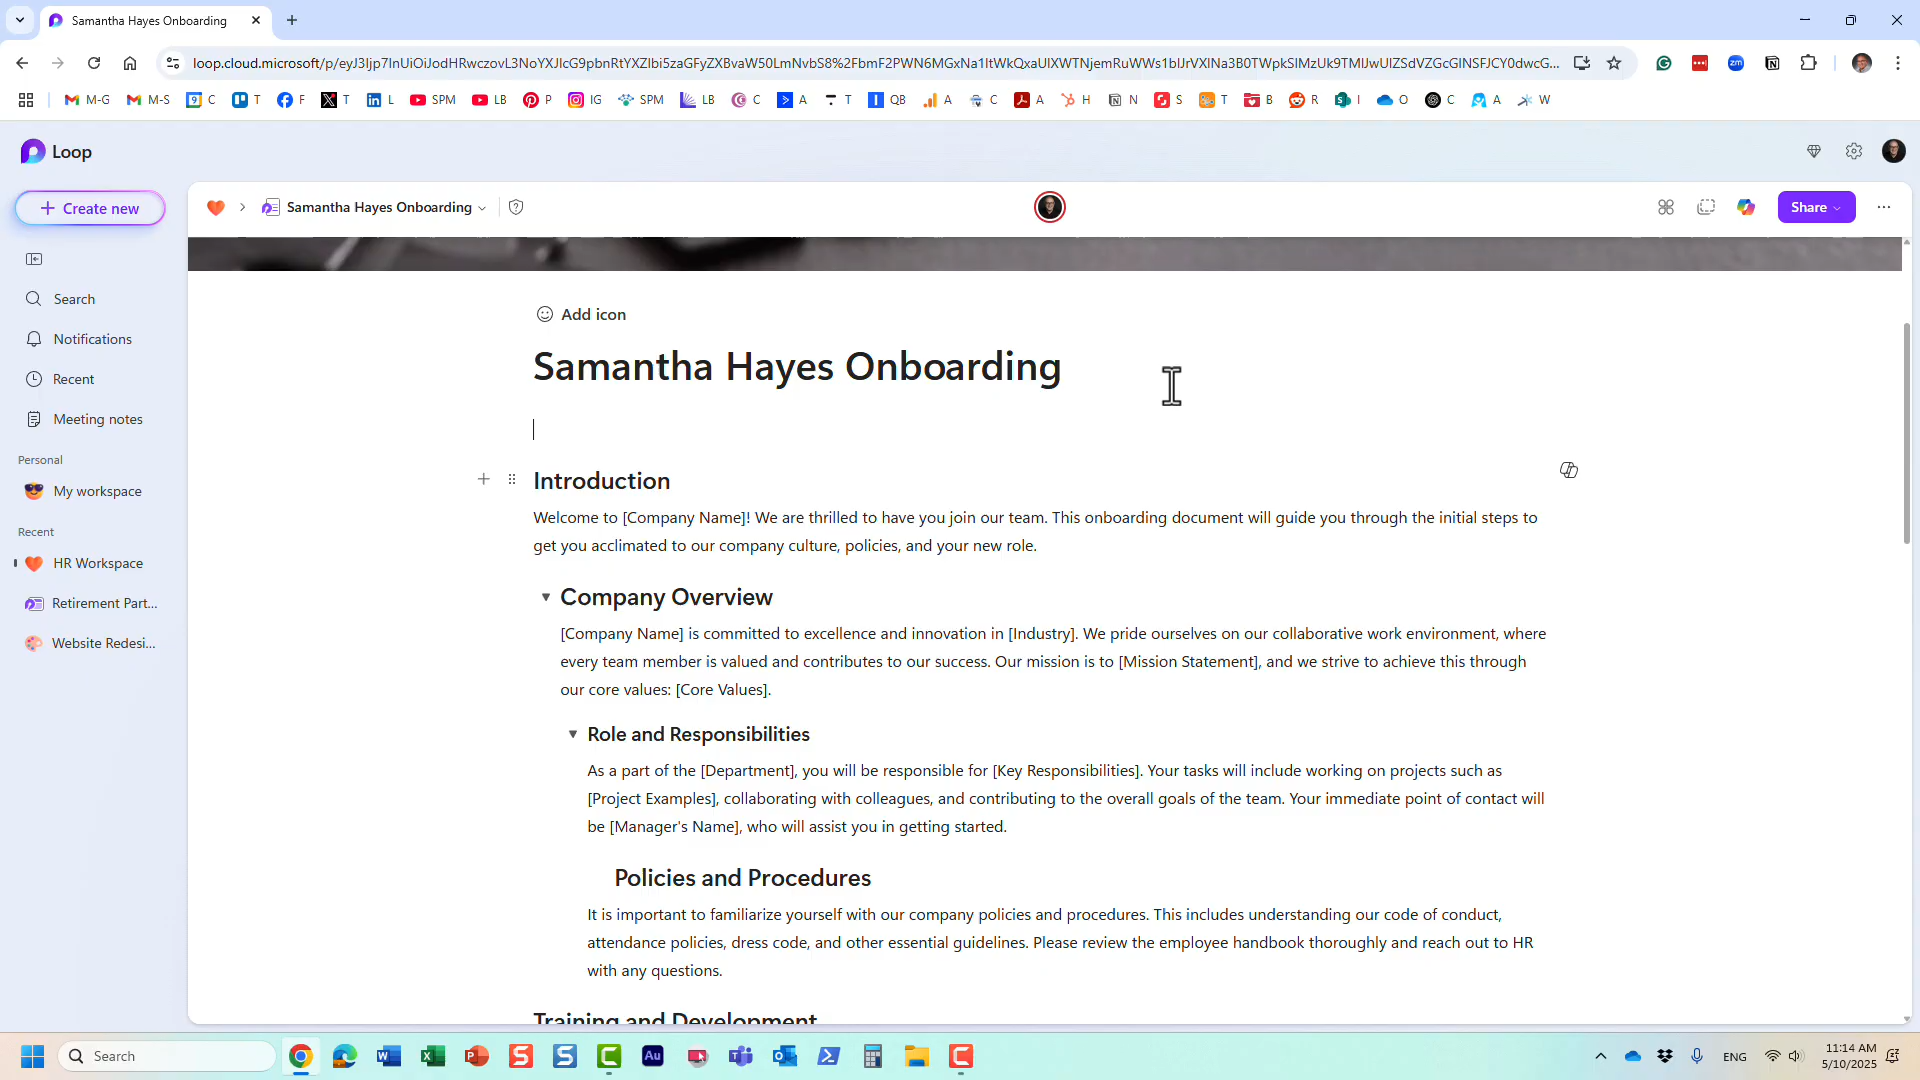 Samantha Hayes Onboarding
loop.cloud.microsoft/p/
M-G M-S C T F T L SPM LB P IG SPM LB C A T QB A C A H N S T B R I O C A W
Loop
Create new
Samantha Hayes Onboarding
Share
Search
Notifications
Recent
Meeting notes
Personal
My workspace
Recent
HR Workspace
Retirement Part...
Website Redesi...
Add icon
Samantha Hayes Onboarding
Introduction
Welcome to [Company Name]! We are thrilled to have you join our team. This onboarding document will guide you through the initial steps to
get you acclimated to our company culture, policies, and your new role.
Company Overview
[Company Name] is committed to excellence and innovation in [Industry]. We pride ourselves on our collaborative work environment, where
every team member is valued and contributes to our success. Our mission is to [Mission Statement], and we strive to achieve this through
our core values: [Core Values].
Role and Responsibilities
As a part of the [Department], you will be responsible for [Key Responsibilities]. Your tasks will include working on projects such as
[Project Examples], collaborating with colleagues, and contributing to the overall goals of the team. Your immediate point of contact will
be [Manager's Name], who will assist you in getting started.
Policies and Procedures
It is important to familiarize yourself with our company policies and procedures. This includes understanding our code of conduct,
attendance policies, dress code, and other essential guidelines. Please review the employee handbook thoroughly and reach out to HR
with any questions.
Training and Development
Search
ENG
11:14 AM
5/10/2025